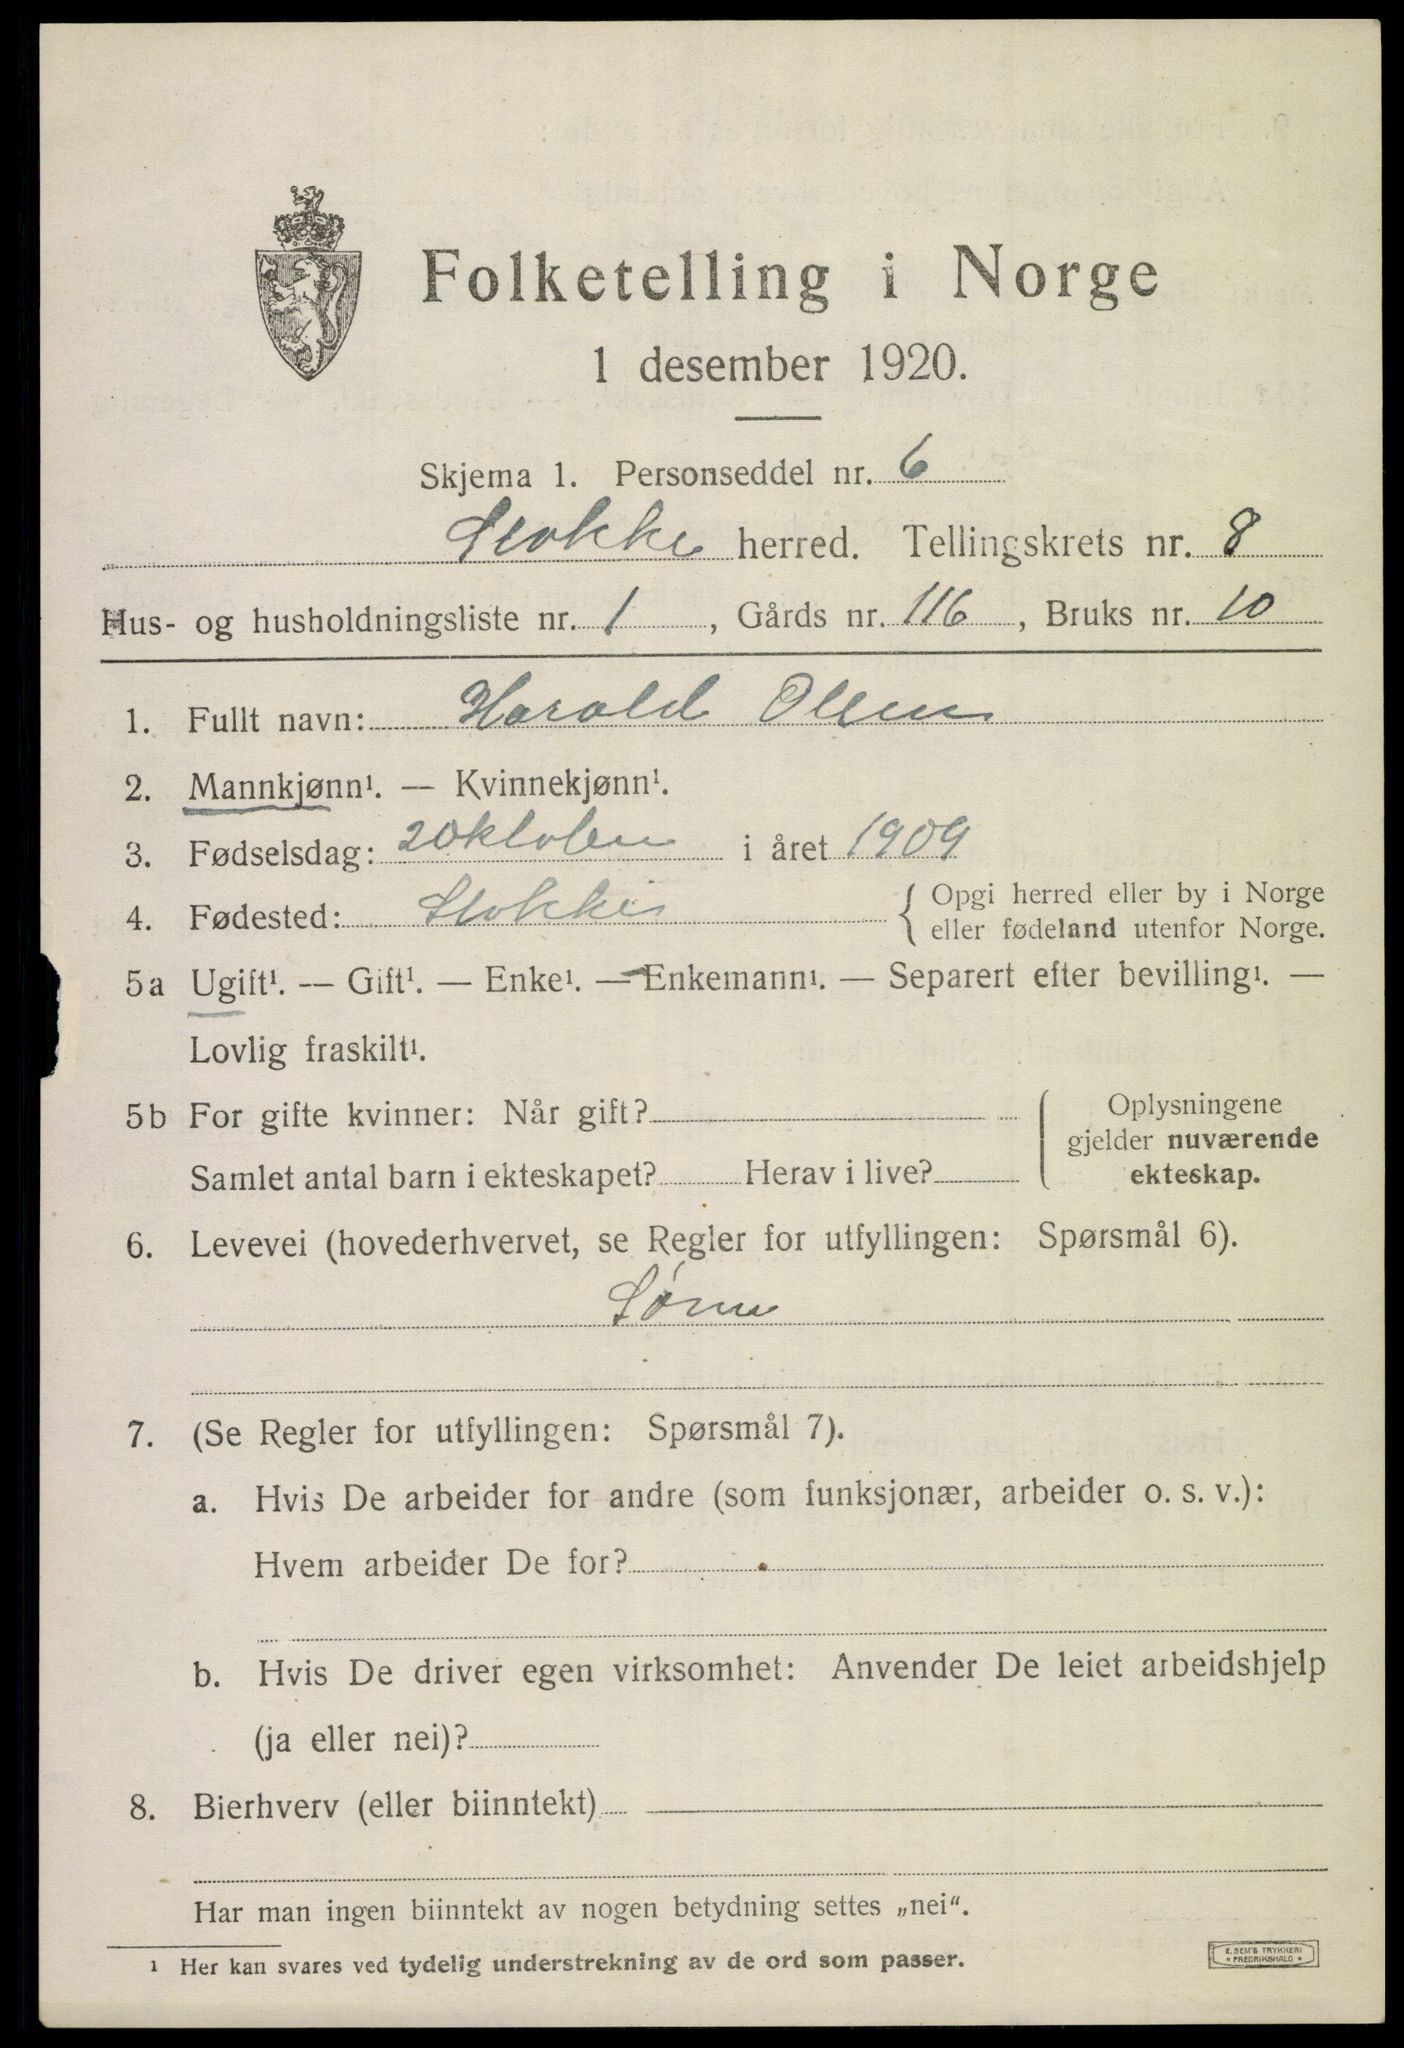 Folketelling i Norge
1 desember 1920.
Skjema 1. Personseddel nr. 6
Stokke herred. Tellingskrets nr. 8
Hus- og husholdningsliste nr. 1, Gårds nr. 116, Bruks nr. 10
1. Fullt navn: Harald Olsen
2. Mannkjønn¹. — Kvinnekjønn¹.
3. Fødselsdag: 2 Oktober i året 1909
4. Fødested: Stokke { Opgi herred eller by i Norge
eller fødeland utenfor Norge.
5a Ugift¹. — Gift¹. — Enke¹. — Enkemann¹. — Separert efter bevilling¹. —
Lovlig fraskilt¹.
5b For gifte kvinner: Når gift?
Samlet antal barn i ekteskapet? Herav i live?
Oplysningene
gjelder nuværende
ekteskap.
6. Levevei (hovederhvervet, se Regler for utfyllingen: Spørsmål 6).
7. (Se Regler for utfyllingen: Spørsmål 7).
a. Hvis De arbeider for andre (som funksjonær, arbeider o. s. v.):
Hvem arbeider De for?
b. Hvis De driver egen virksomhet: Anvender De leiet arbeidshjelp
(ja eller nei)?
8. Bierhverv (eller biinntekt)
Har man ingen biinntekt av nogen betydning settes „nei“.
¹ Her kan svares ved tydelig understrekning av de ord som passer.
E. SEM'S TRYKKERI
* FREDRIKSHALD *